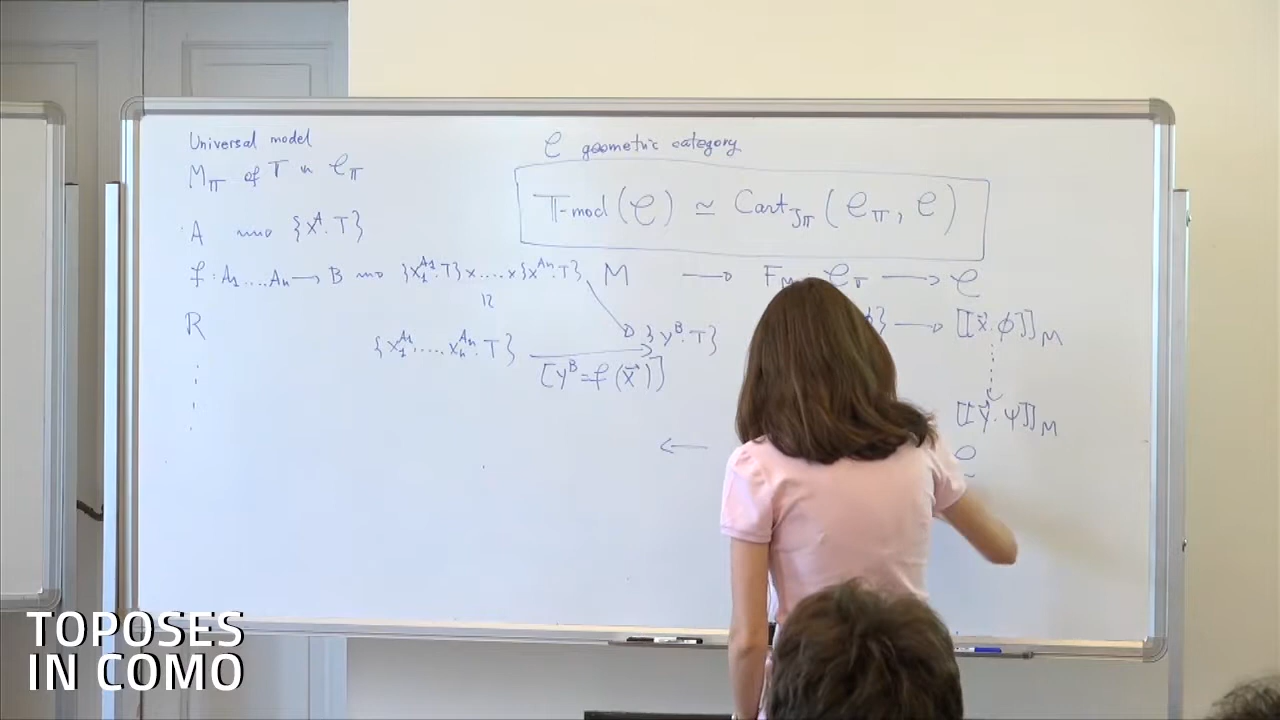 Universal model
M_𝕋 of 𝕋 in 𝒞_𝕋
A ⇝ {x^A. ⊤}
f : A₁....Aₙ → B ⇝ {x₁^{A₁}. ⊤} x.....x {x^{Aₙ}. ⊤}
≀≀
{x₁^{A₁},....,xₙ^{Aₙ}. ⊤} → {y^B. ⊤}
[y^B = f(x⃗)]
R
𝒞 geometric category
𝕋-mod(𝒞) ≃ Cart_{J_𝕋}(𝒞_𝕋, 𝒞)
M → F_M 𝒞_𝕋 → 𝒞
ϕ} → [[x⃗. ϕ]]_M
[[y⃗. ψ]]_M
←
TOPOSES
IN COMO